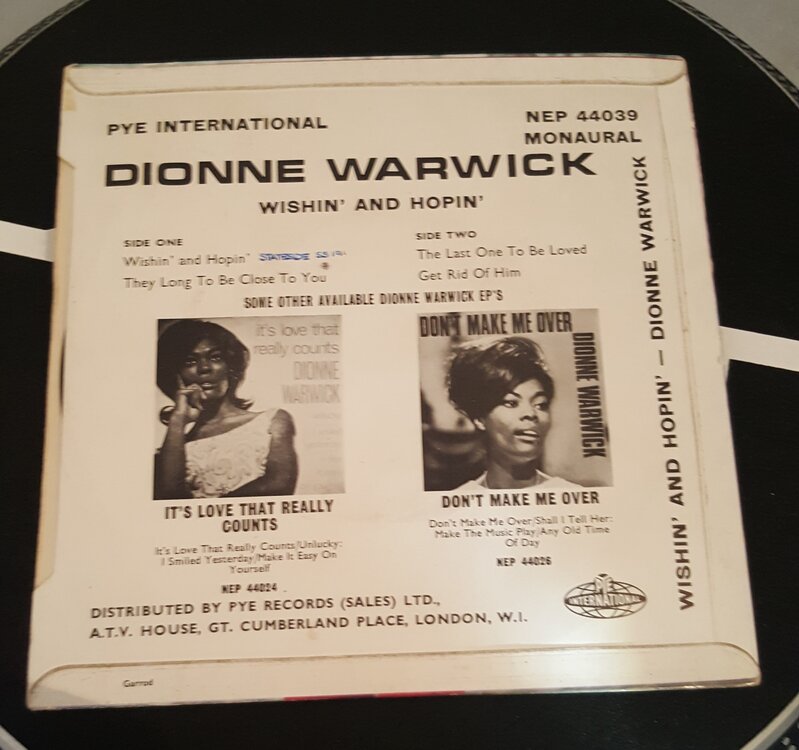 PYE INTERNATIONAL
NEP 44039
MONAURAL
DIONNE WARWICK
WISHIN' AND HOPIN'
SIDE ONE
Wishin' and Hopin' STATESIDE SS 191
They Long To Be Close To You
SIDE TWO
The Last One To Be Loved
Get Rid Of Him
SOME OTHER AVAILABLE DIONNE WARWICK EP'S
it's love that
really counts
DIONNE
WARWICK
DON'T MAKE ME OVER
DIONNE WARWICK
IT'S LOVE THAT REALLY
COUNTS
It's Love That Really Counts/Unlucky:
I Smiled Yesterday/Make It Easy On
Yourself
NEP 44024
DON'T MAKE ME OVER
Don't Make Me Over/Shall I Tell Her:
Make The Music Play/Any Old Time
Of Day
NEP 44026
DISTRIBUTED BY PYE RECORDS (SALES) LTD.,
A.T.V. HOUSE, GT. CUMBERLAND PLACE, LONDON, W.I.
PYE
INTERNATIONAL
WISHIN' AND HOPIN' — DIONNE WARWICK
Garrod